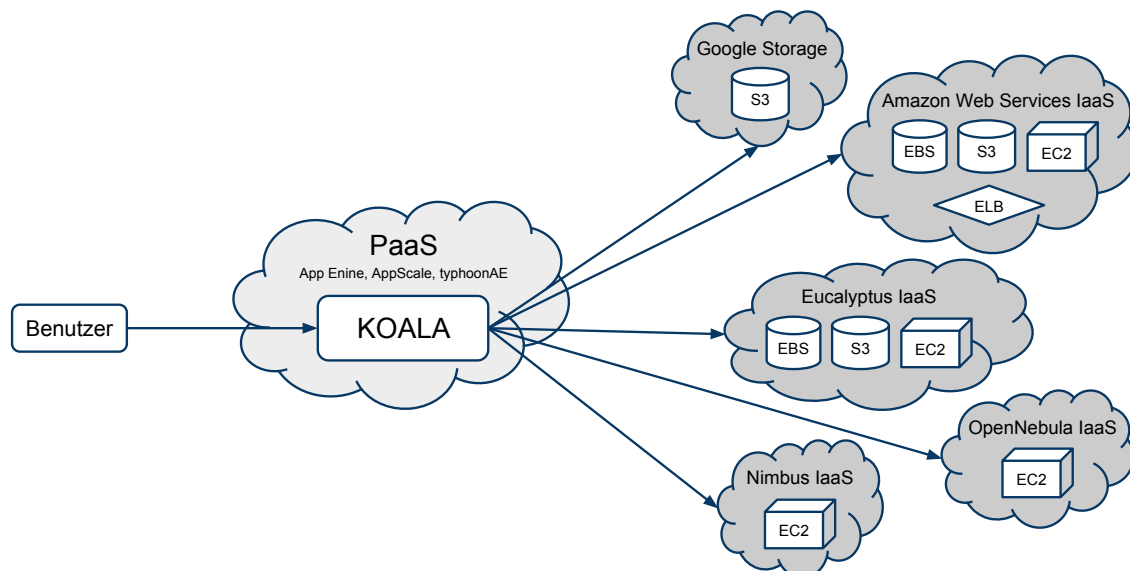 Google Storage
S3
Amazon Web Services IaaS
EBS
S3
EC2
ELB
PaaS
App Enine, AppScale, typhoonAE
Benutzer
KOALA
Eucalyptus IaaS
EBS
S3
EC2
OpenNebula IaaS
EC2
Nimbus IaaS
EC2